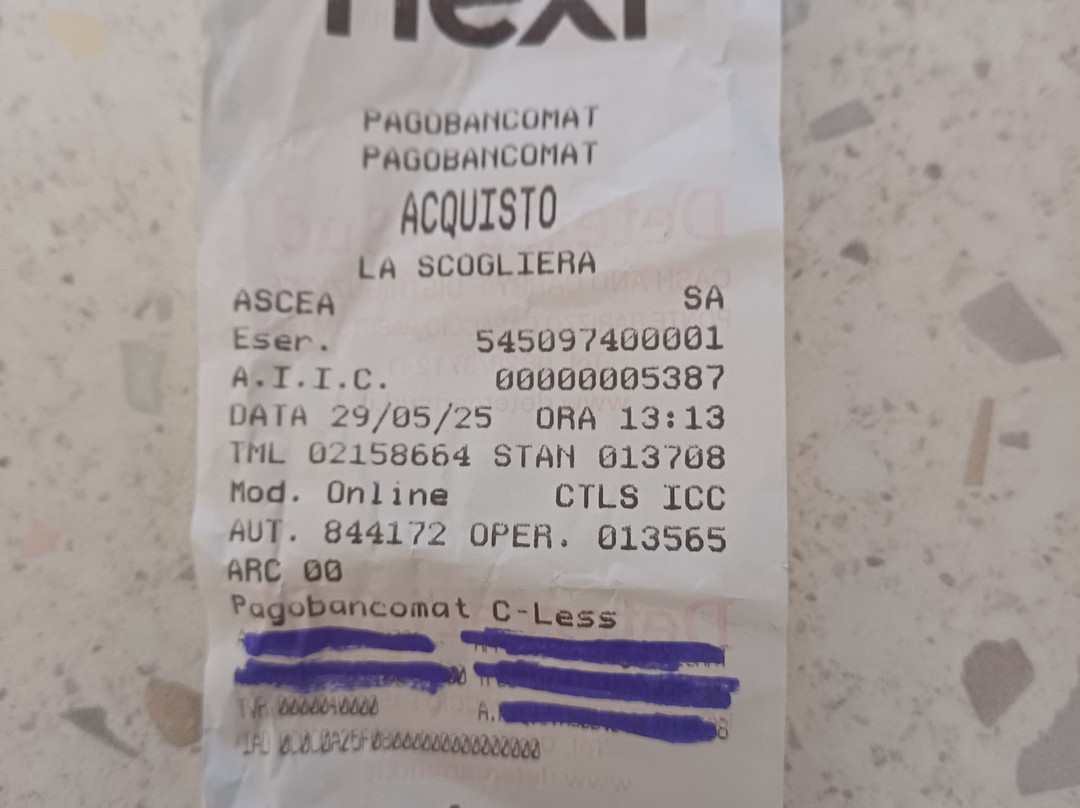 nexi
PAGOBANCOMAT
PAGOBANCOMAT
ACQUISTO
LA SCOGLIERA
ASCEA SA
Eser. 545097400001
A.I.I.C. 00000005387
DATA 29/05/25 ORA 13:13
TML 02158664 STAN 013708
Mod. Online CTLS ICC
AUT. 844172 OPER. 013565
ARC 00
Pagobancomat C-Less